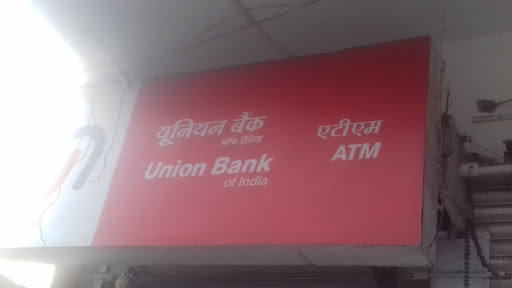 यूनियन बैंक
ऑफ इंडिया
Union Bank
of India
एटीएम
ATM